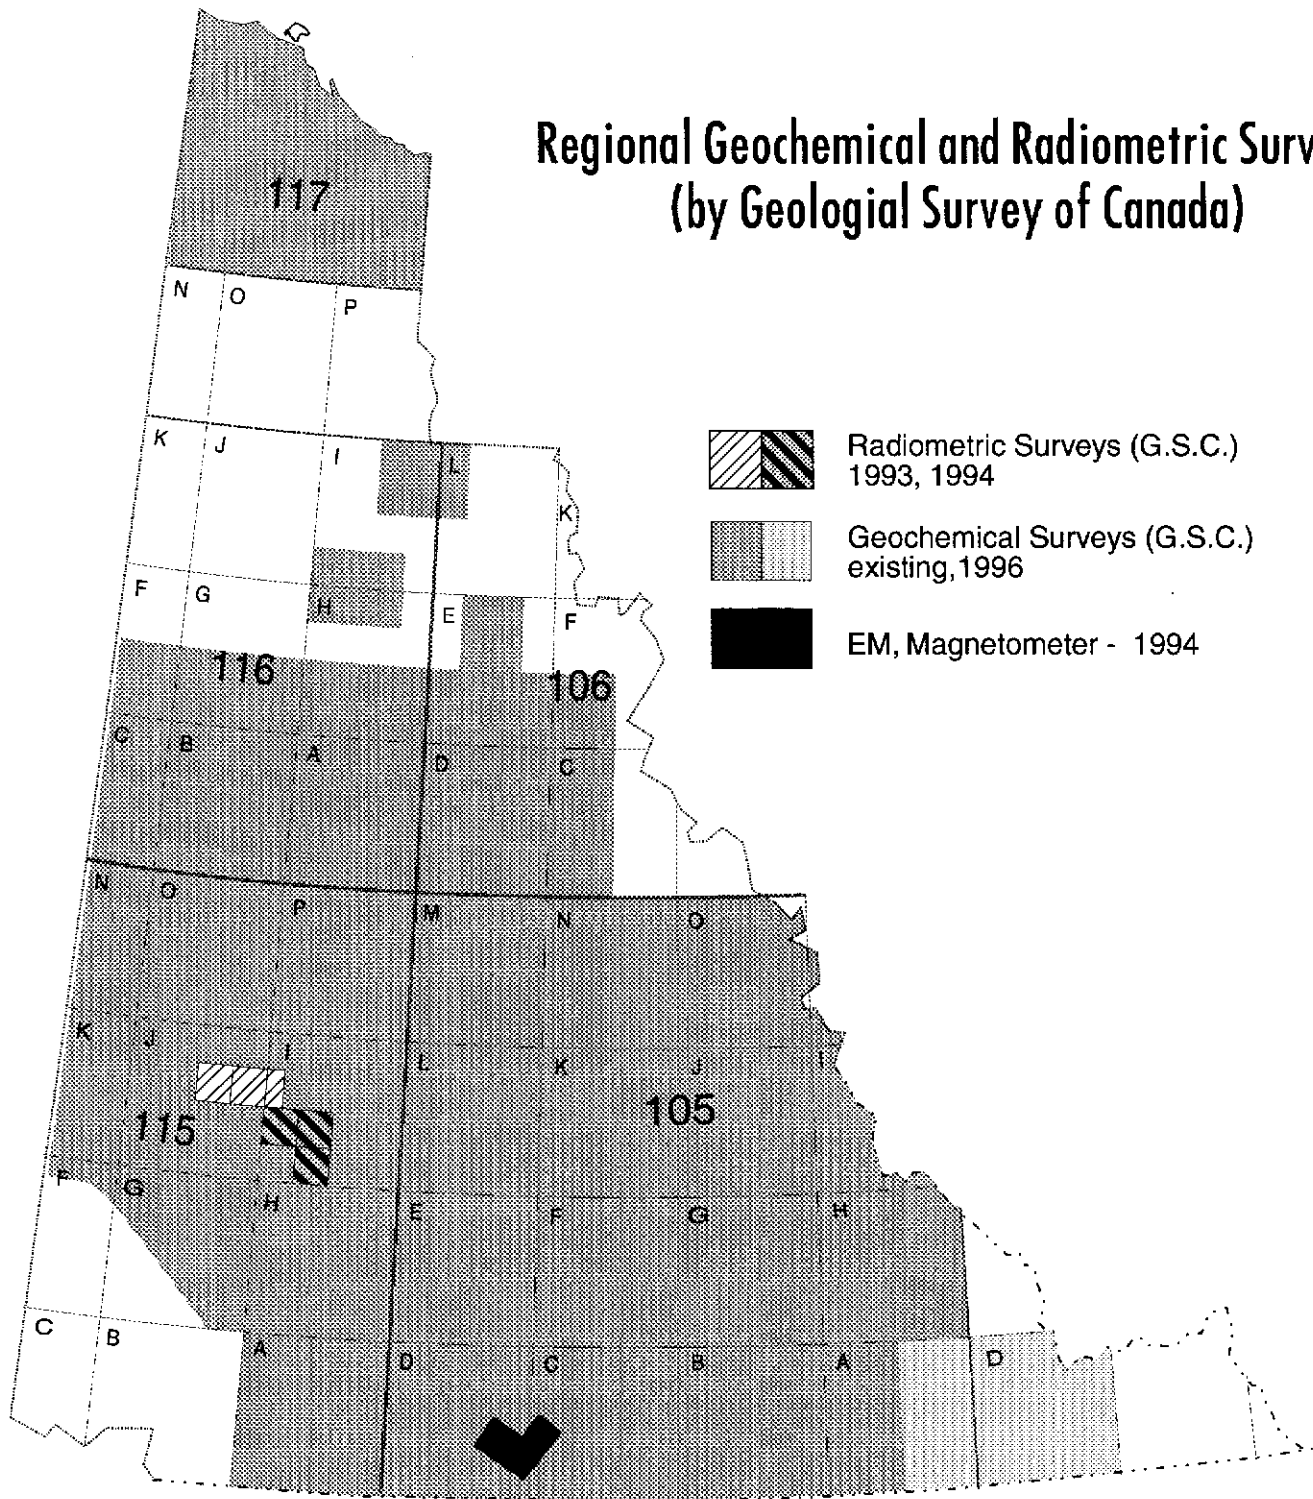 Regional Geochemical and Radiometric Surv
(by Geologial Survey of Canada)
117
N O P
K J I L
K
Radiometric Surveys (G.S.C.)
1993, 1994
Geochemical Surveys (G.S.C.)
existing,1996
EM, Magnetometer - 1994
F G H E F
116 106
C B A D C
N O P M N O
K J I L K J I
115 105
F G H E F G H
C B A D C B A D